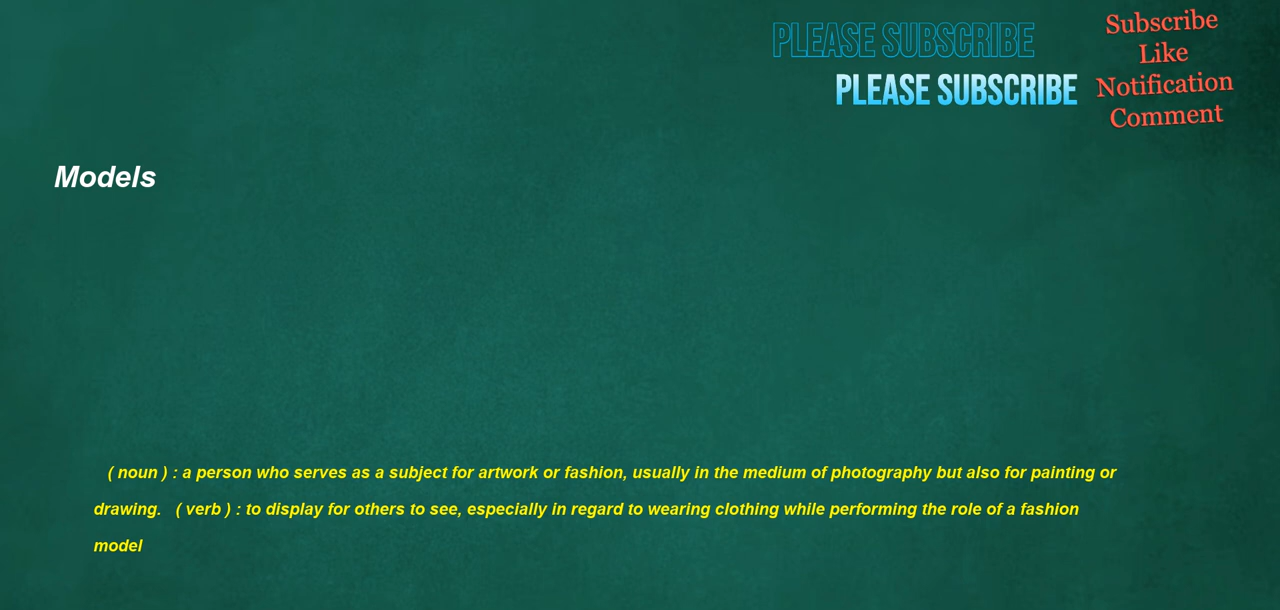 PLEASE SUBSCRIBE
PLEASE SUBSCRIBE
Subscribe
Like
Notification
Comment
Models
( noun ) : a person who serves as a subject for artwork or fashion, usually in the medium of photography but also for painting or
drawing. ( verb ) : to display for others to see, especially in regard to wearing clothing while performing the role of a fashion
model